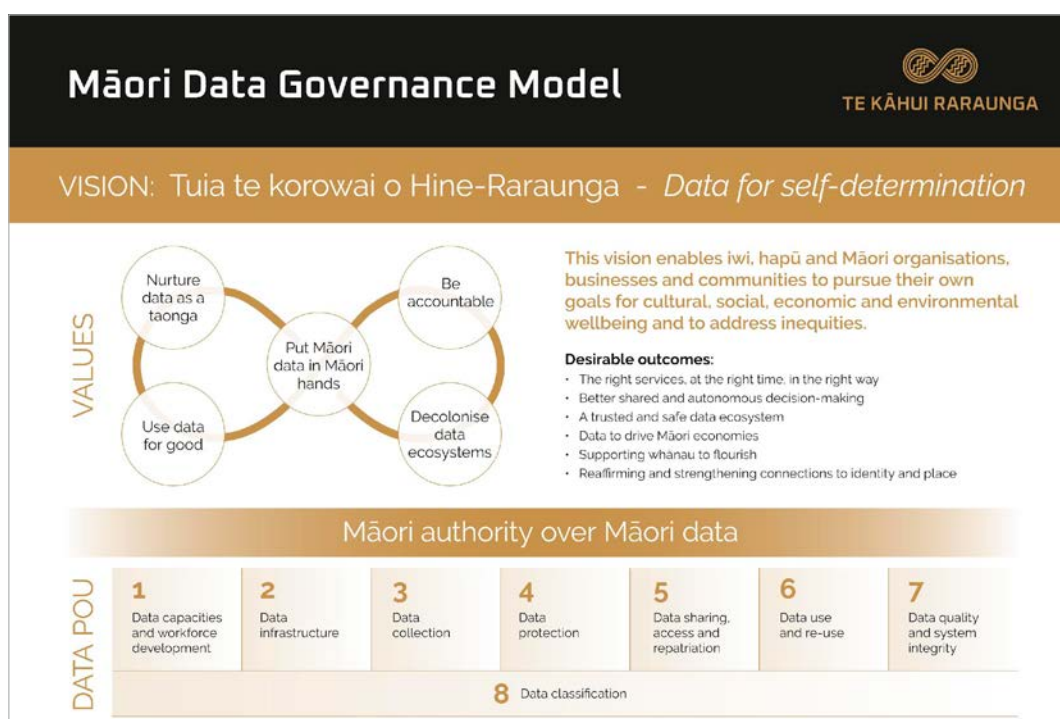 Māori Data Governance Model
TE KĀHUI RARAUNGA
VISION: Tuia te korowai o Hine-Raraunga - Data for self-determination
VALUES
Nurture
data as a
taonga
Be
accountable
Put Māori
data in Māori
hands
Use data
for good
Decolonise
data
ecosystems
This vision enables iwi, hapū and Māori organisations,
businesses and communities to pursue their own
goals for cultural, social, economic and environmental
wellbeing and to address inequities.
Desirable outcomes:
• The right services, at the right time, in the right way
• Better shared and autonomous decision-making
• A trusted and safe data ecosystem
• Data to drive Māori economies
• Supporting whānau to flourish
• Reaffirming and strengthening connections to identity and place
Māori authority over Māori data
DATA POU
1
Data capacities
and workforce
development
2
Data
infrastructure
3
Data
collection
4
Data
protection
5
Data sharing,
access and
repatriation
6
Data use
and re-use
7
Data quality
and system
integrity
8 Data classification